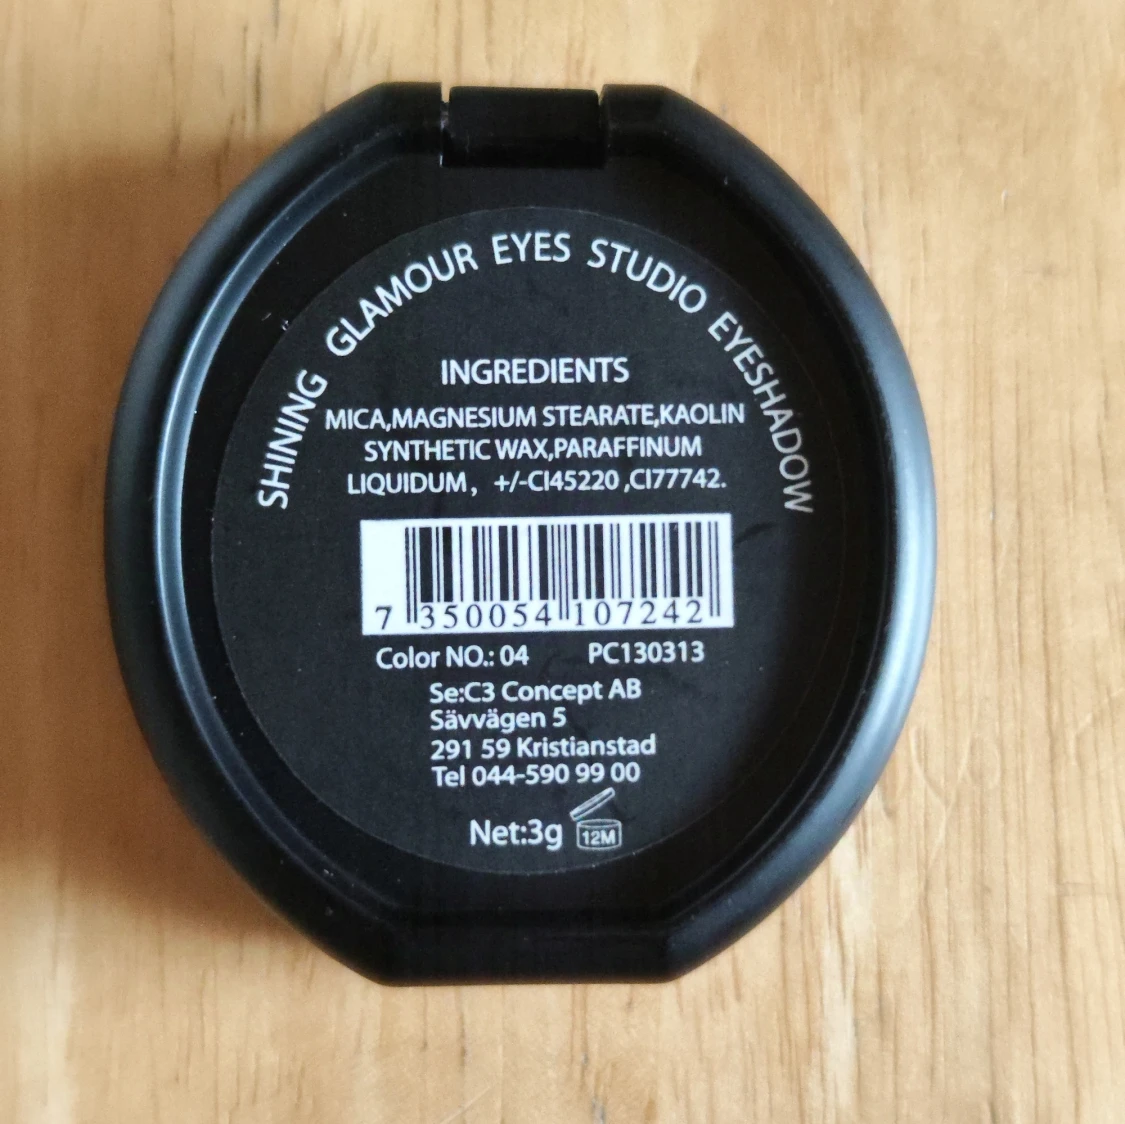 SHINING GLAMOUR EYES STUDIO EYESHADOW
INGREDIENTS
MICA,MAGNESIUM STEARATE,KAOLIN
SYNTHETIC WAX,PARAFFINUM
LIQUIDUM, +/-CI45220 ,CI77742.
7 350054 107242
Color NO.: 04 PC130313
Se:C3 Concept AB
Sävvägen 5
291 59 Kristianstad
Tel 044-590 99 00
Net:3g 12M